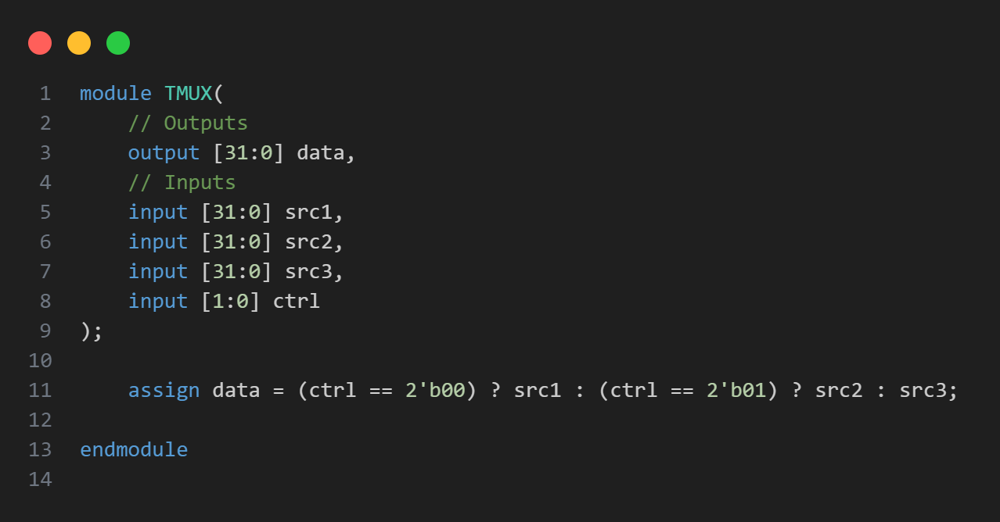 1 module TMUX(
2     // Outputs
3     output [31:0] data,
4     // Inputs
5     input [31:0] src1,
6     input [31:0] src2,
7     input [31:0] src3,
8     input [1:0] ctrl
9 );
10
11     assign data = (ctrl == 2'b00) ? src1 : (ctrl == 2'b01) ? src2 : src3;
12
13 endmodule
14